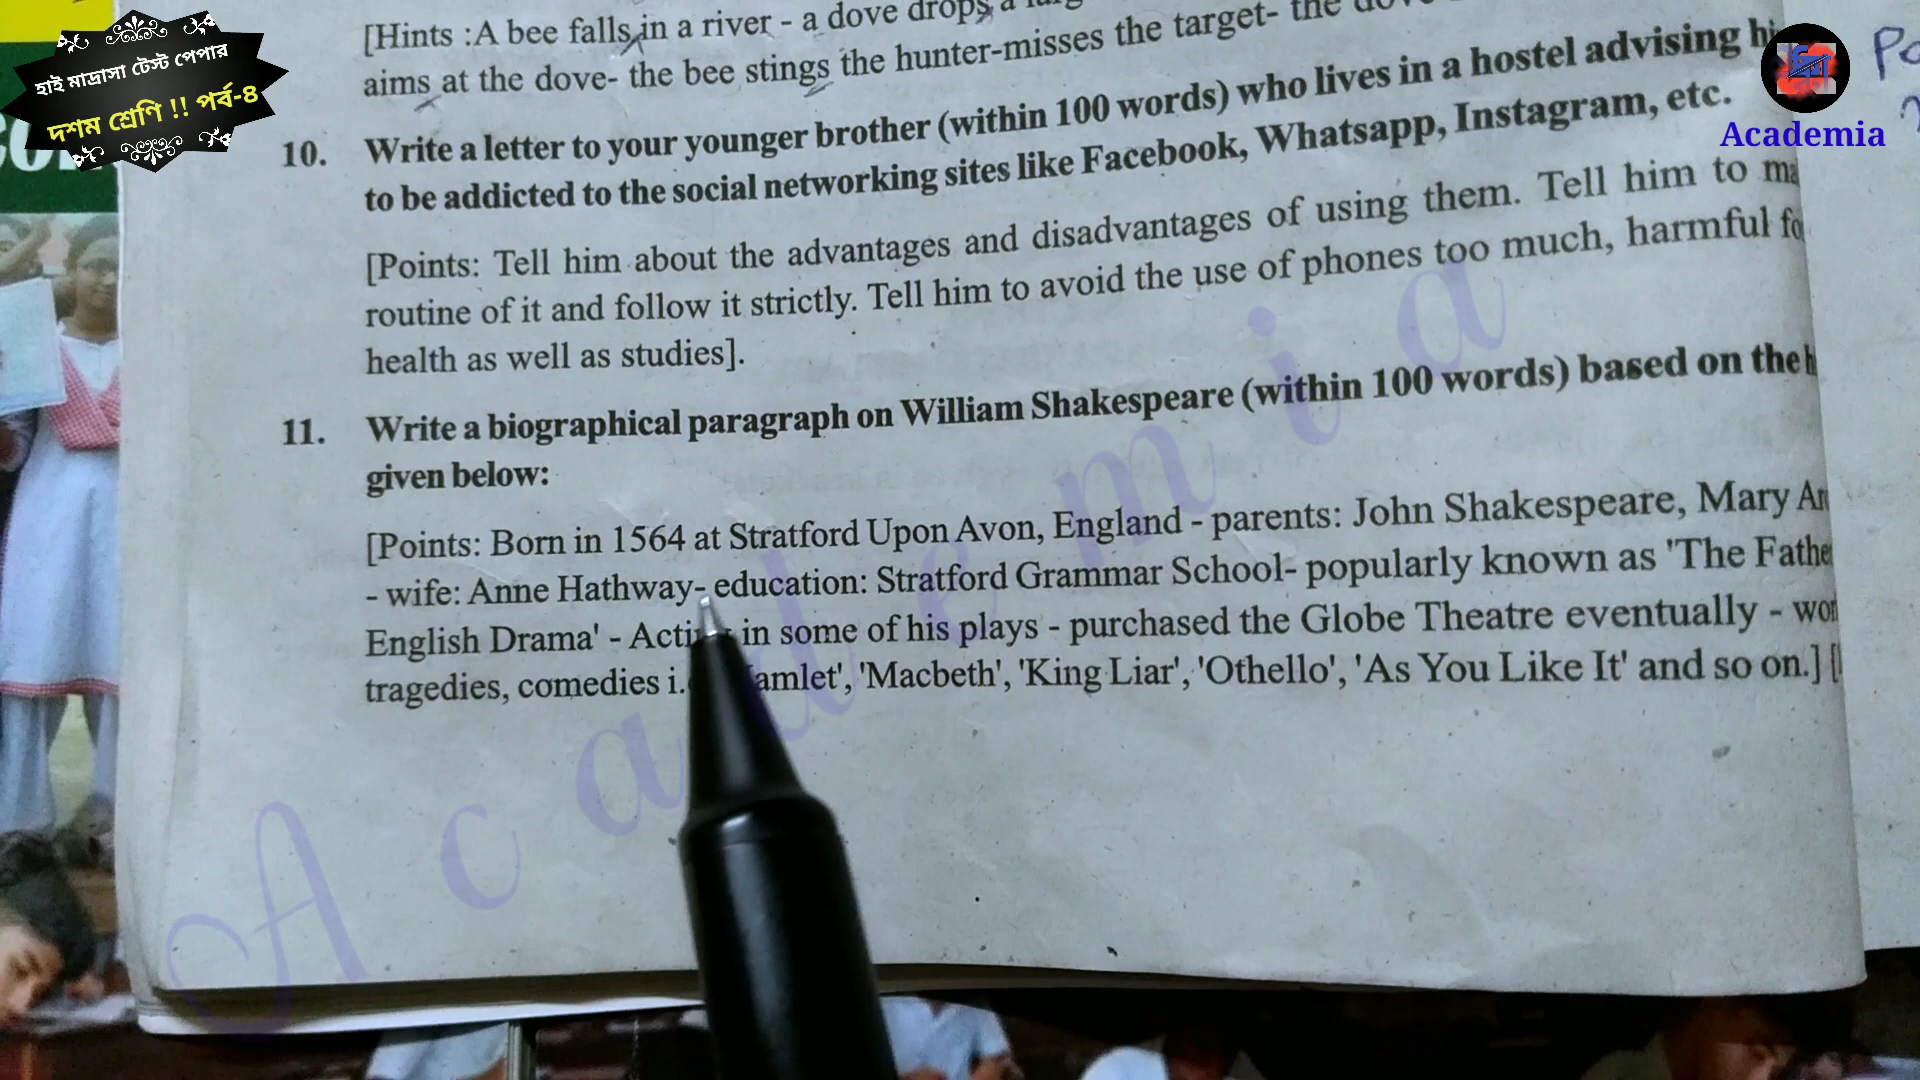 হাই মাদ্রাসা টেস্ট পেপার
দশম শ্রেণি !! পর্ব-৪
Academia
[Hints :A bee falls in a river - a dove drops a
aims at the dove- the bee stings the hunter-misses the target- the
10. Write a letter to your younger brother (within 100 words) who lives in a hostel advising
to be addicted to the social networking sites like Facebook, Whatsapp, Instagram, etc.
[Points: Tell him about the advantages and disadvantages of using them. Tell him to
routine of it and follow it strictly. Tell him to avoid the use of phones too much, harmful
health as well as studies].
11. Write a biographical paragraph on William Shakespeare (within 100 words) based on the
given below:
[Points: Born in 1564 at Stratford Upon Avon, England - parents: John Shakespeare, Mary
- wife: Anne Hathway- education: Stratford Grammar School- popularly known as 'The
English Drama' - in some of his plays - purchased the Globe Theatre eventually -
tragedies, comedies 'Macbeth', 'King Liar', 'Othello', 'As You Like It' and so on.]
Academia